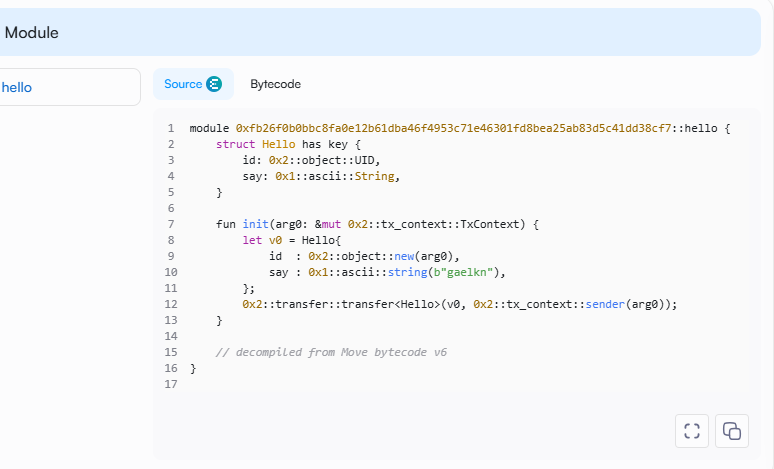 Module
hello
Source
Bytecode
1 module 0xfb26f0b0bbc8fa0e12b61dba46f4953c71e46301fd8bea25ab83d5c41dd38cf7::hello {
2     struct Hello has key {
3         id: 0x2::object::UID,
4         say: 0x1::ascii::String,
5     }
6
7     fun init(arg0: &mut 0x2::tx_context::TxContext) {
8         let v0 = Hello{
9             id  : 0x2::object::new(arg0),
10             say : 0x1::ascii::string(b"gaelkn"),
11         };
12         0x2::transfer::transfer<Hello>(v0, 0x2::tx_context::sender(arg0));
13     }
14
15     // decompiled from Move bytecode v6
16 }
17